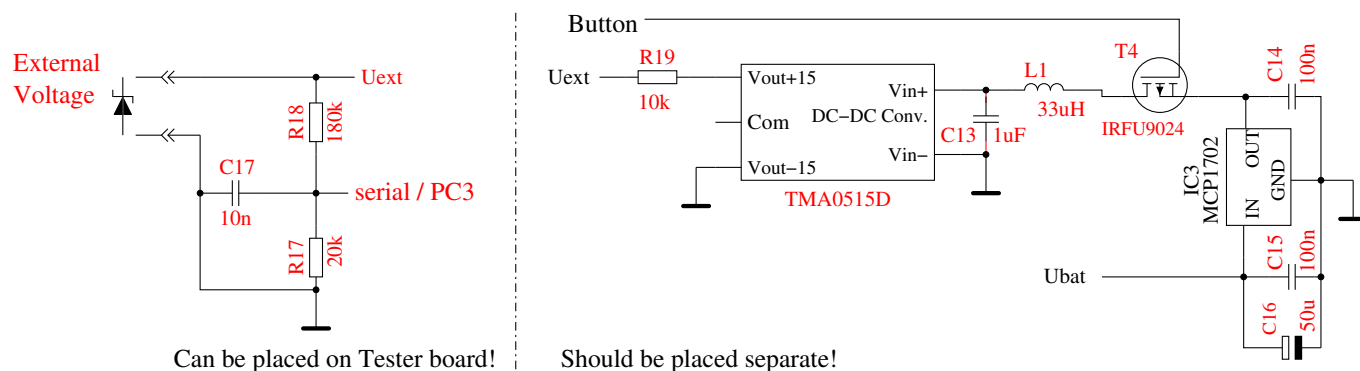 External
Voltage
Uext
R18
180k
C17
10n
serial / PC3
R17
20k
Can be placed on Tester board!
Button
Uext
R19
10k
Vout+15
Com
Vout−15
Vin+
DC−DC Conv.
Vin−
TMA0515D
C13
1uF
L1
33uH
T4
IRFU9024
C14
100n
IC3
MCP1702
OUT
GND
IN
Ubat
C15
100n
C16
50u
Should be placed separate!